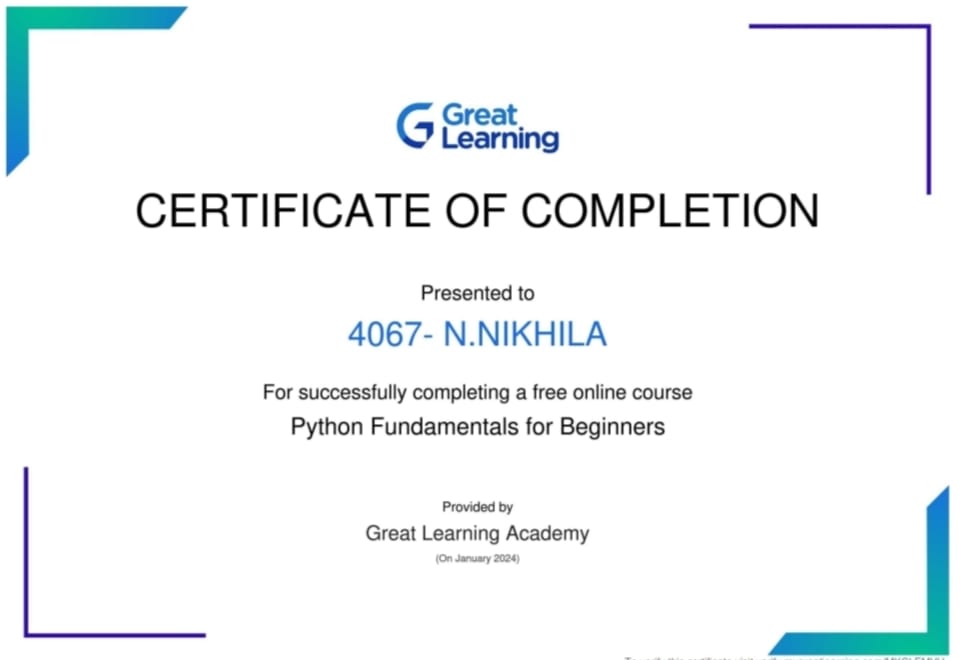 Great
Learning
CERTIFICATE OF COMPLETION
Presented to
4067- N.NIKHILA
For successfully completing a free online course
Python Fundamentals for Beginners
Provided by
Great Learning Academy
(On January 2024)